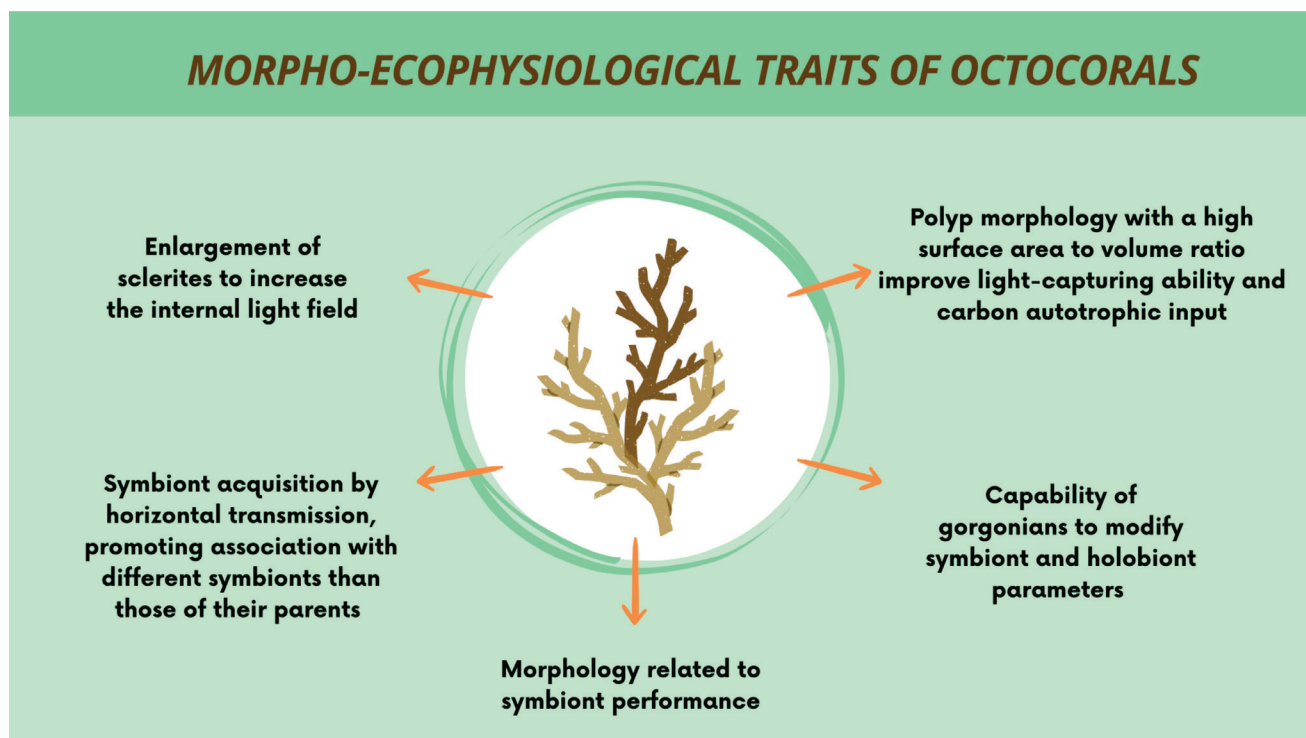 MORPHO-ECOPHYSIOLOGICAL TRAITS OF OCTOCORALS
Enlargement of
sclerites to increase
the internal light field
Polyp morphology with a high
surface area to volume ratio
improve light-capturing ability and
carbon autotrophic input
Symbiont acquisition by
horizontal transmission,
promoting association with
different symbionts than
those of their parents
Capability of
gorgonians to modify
symbiont and holobiont
parameters
Morphology related to
symbiont performance